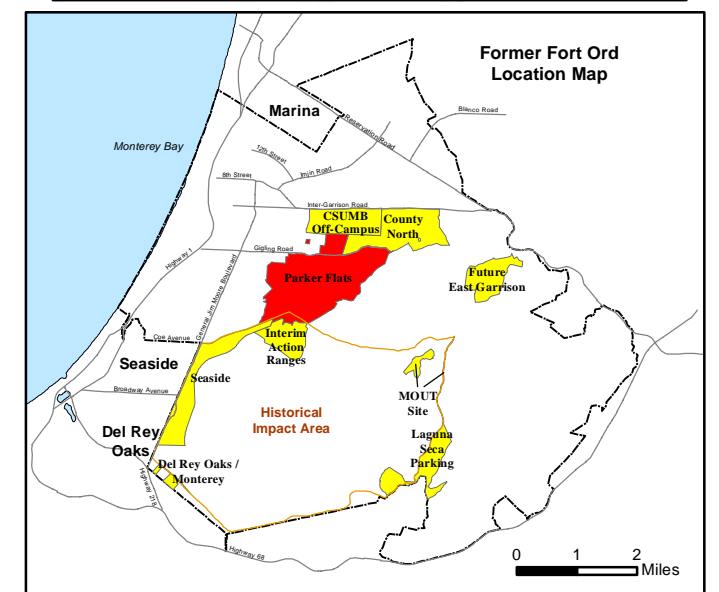 Former Fort Ord
Location Map
Marina
Blanco Road
Reservation Road
Monterey Bay
12th Street
Imjin Road
8th Street
Inter-Garrison Road
CSUMB
Off-Campus
County
North
Gigling Road
Highway 1
General Jim Moore Boulevard
Parker Flats
Future
East Garrison
Coe Avenue
Interim
Action
Ranges
Seaside
Seaside
Broadway Avenue
MOUT
Site
Historical
Impact Area
Del Rey
Oaks
Laguna
Seca
Parking
Del Rey Oaks /
Monterey
Highway 218
Highway 68
0 1 2
Miles